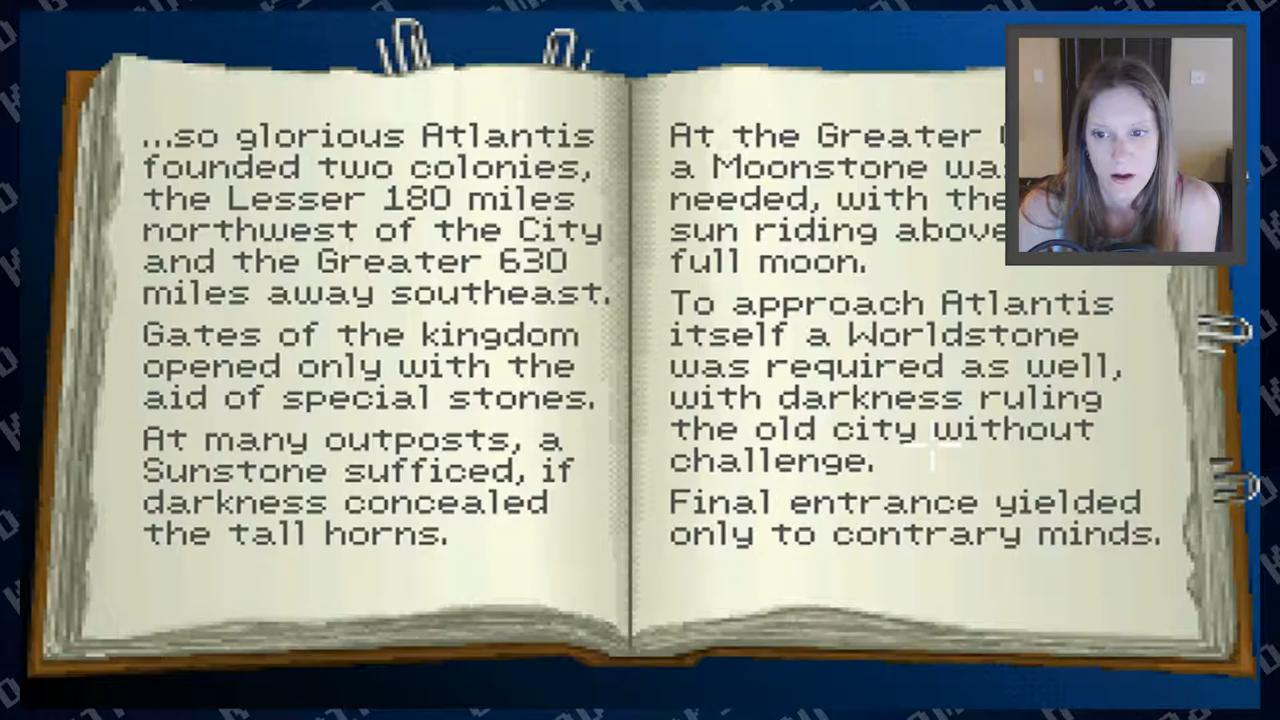 ...so glorious Atlantis
founded two colonies,
the Lesser 180 miles
northwest of the City
and the Greater 630
miles away southeast.
Gates of the kingdom
opened only with the
aid of special stones.
At many outposts, a
Sunstone sufficed, if
darkness concealed
the tall horns.
At the Greater
a Moonstone was
needed, with the
sun riding above
full moon.
To approach Atlantis
itself a Worldstone
was required as well,
with darkness ruling
the old city without
challenge.
Final entrance yielded
only to contrary minds.